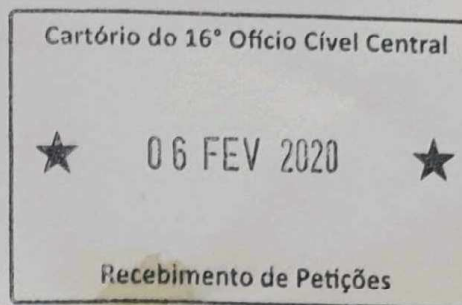 Cartório do 16° Ofício Cível Central
06 FEV 2020
Recebimento de Petições